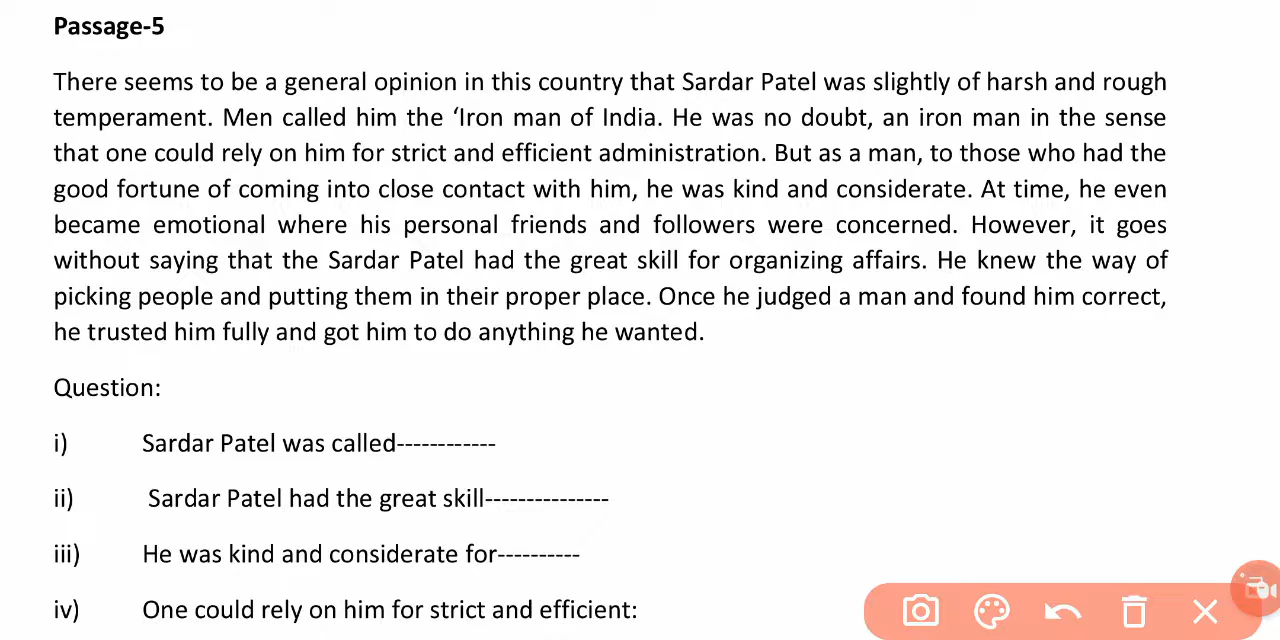 Passage-5
There seems to be a general opinion in this country that Sardar Patel was slightly of harsh and rough
temperament. Men called him the ‘Iron man of India. He was no doubt, an iron man in the sense
that one could rely on him for strict and efficient administration. But as a man, to those who had the
good fortune of coming into close contact with him, he was kind and considerate. At time, he even
became emotional where his personal friends and followers were concerned. However, it goes
without saying that the Sardar Patel had the great skill for organizing affairs. He knew the way of
picking people and putting them in their proper place. Once he judged a man and found him correct,
he trusted him fully and got him to do anything he wanted.
Question:
i) Sardar Patel was called------------
ii) Sardar Patel had the great skill---------------
iii) He was kind and considerate for----------
iv) One could rely on him for strict and efficient: